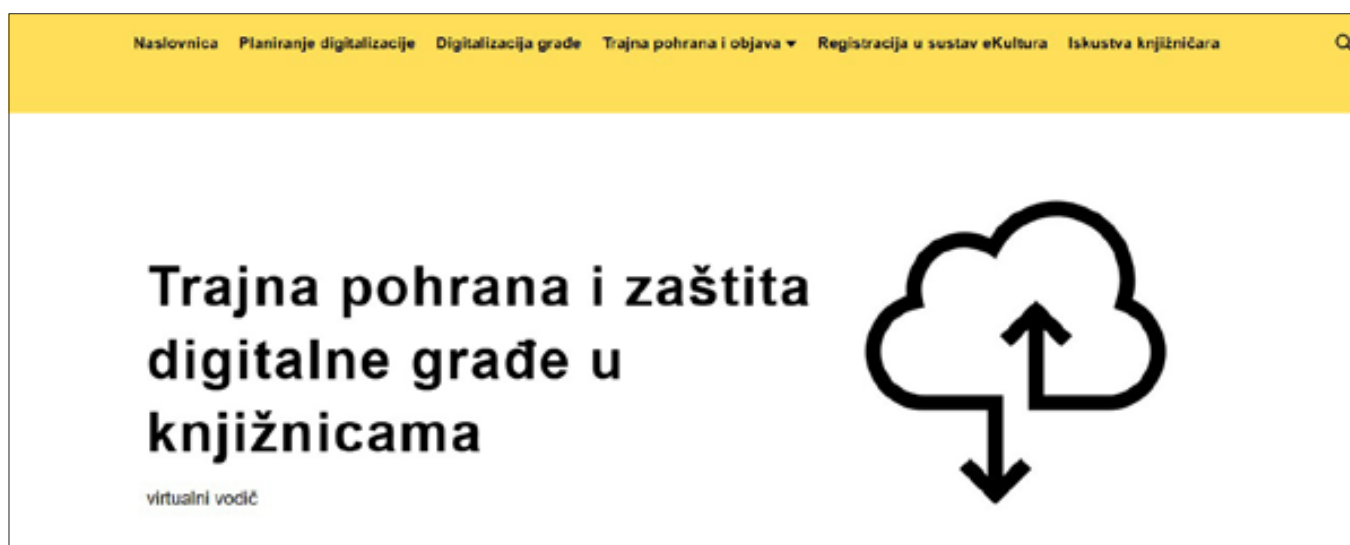 Naslovnica Planiranje digitalizacije Digitalizacija građe Trajna pohrana i objava Registracija u sustav eKultura Iskustva knjižničara
Trajna pohrana i zaštita
digitalne građe u
knjižnicama
virtualni vodič